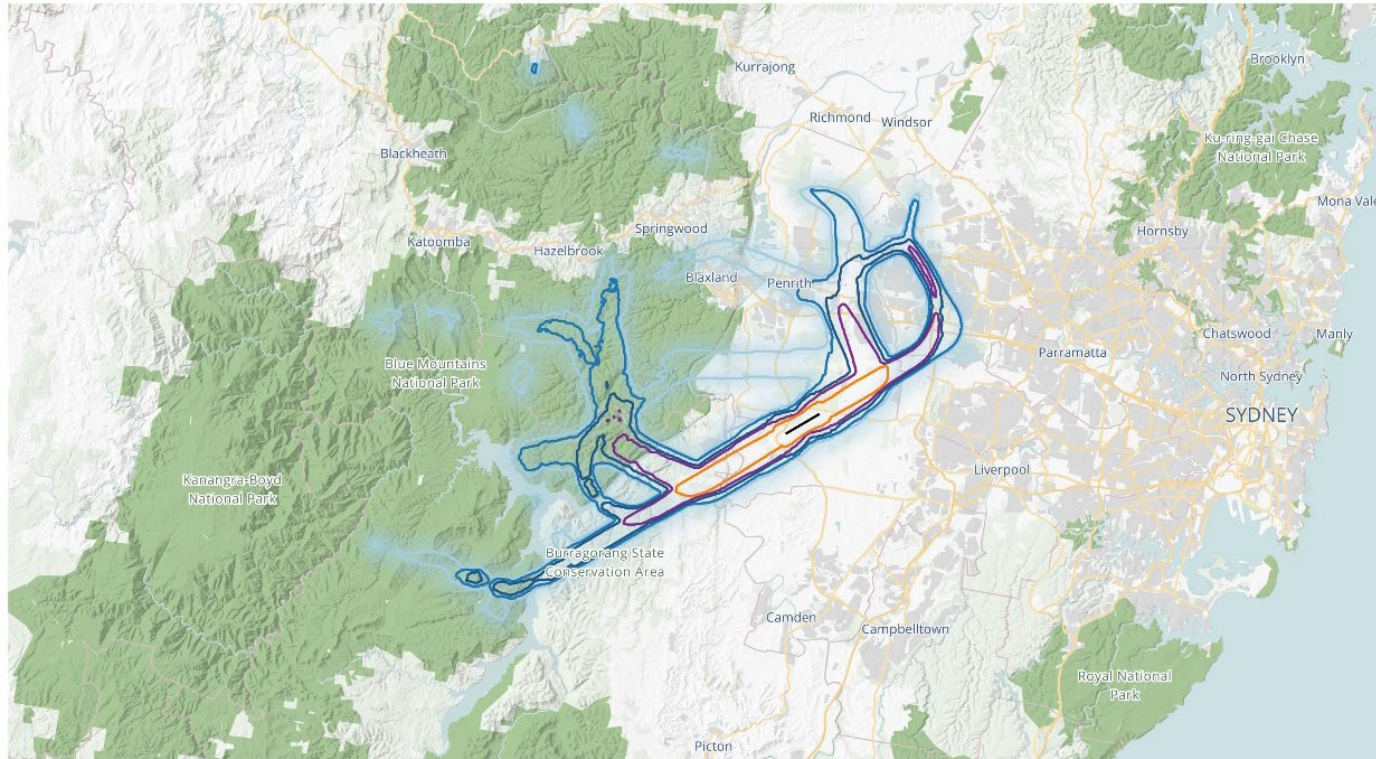 Kurrajong
Brooklyn
Richmond
Windsor
Ku-ring-gai Chase
National Park
Blackheath
Mona Vale
Springwood
Hornsby
Katoomba
Hazelbrook
Blaxland
Penrith
Chatswood
Manly
Parramatta
Blue Mountains
National Park
North Sydney
SYDNEY
Liverpool
Kanangra-Boyd
National Park
Burragorang State
Conservation Area
Camden
Campbelltown
Royal National
Park
Picton